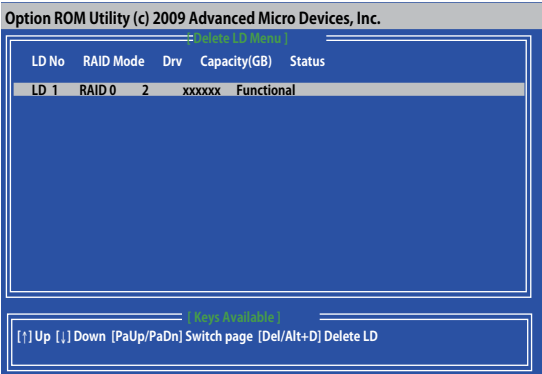 Option ROM Utility (c) 2009 Advanced Micro Devices, Inc.
[ Delete LD Menu ]
LD No RAID Mode Drv Capacity(GB) Status
LD 1 RAID 0 2 xxxxxx Functional
[ Keys Available ]
[↑] Up [↓] Down [PaUp/PaDn] Switch page [Del/Alt+D] Delete LD